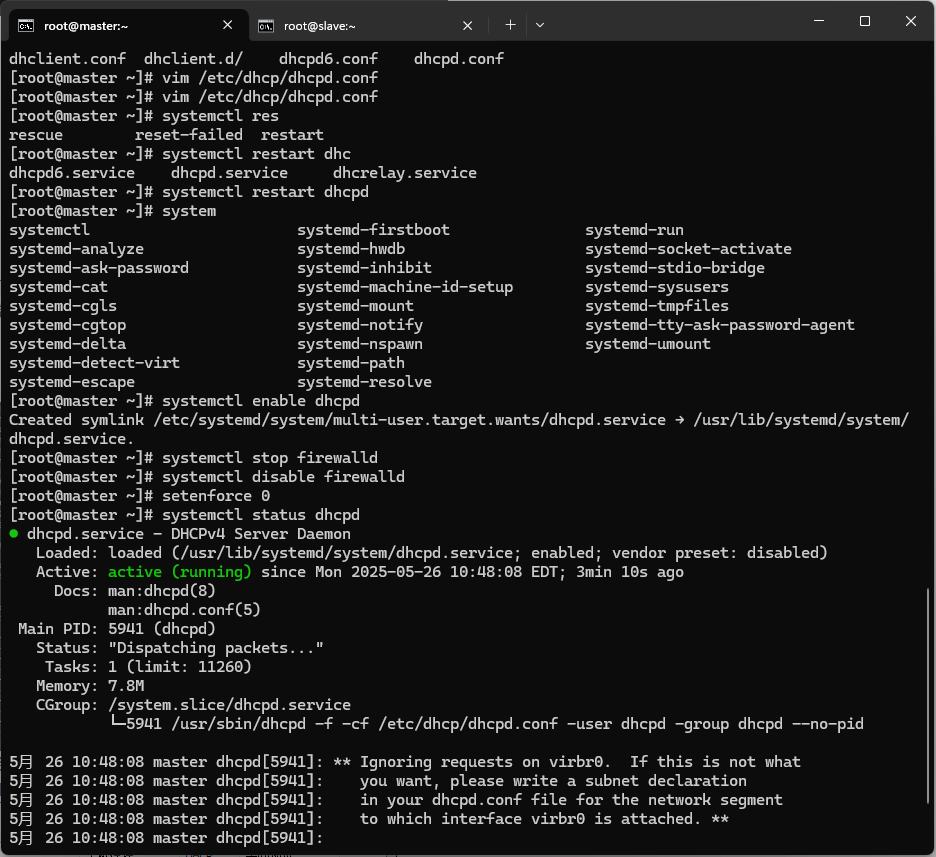 root@master:~ root@slave:~
dhclient.conf dhclient.d/ dhcpd6.conf dhcpd.conf
[root@master ~]# vim /etc/dhcp/dhcpd.conf
[root@master ~]# vim /etc/dhcp/dhcpd.conf
[root@master ~]# systemctl res
rescue reset-failed restart
[root@master ~]# systemctl restart dhc
dhcpd6.service dhcpd.service dhcrelay.service
[root@master ~]# systemctl restart dhcpd
[root@master ~]# system
systemctl systemd-firstboot systemd-run
systemd-analyze systemd-hwdb systemd-socket-activate
systemd-ask-password systemd-inhibit systemd-stdio-bridge
systemd-cat systemd-machine-id-setup systemd-sysusers
systemd-cgls systemd-mount systemd-tmpfiles
systemd-cgtop systemd-notify systemd-tty-ask-password-agent
systemd-delta systemd-nspawn systemd-umount
systemd-detect-virt systemd-path
systemd-escape systemd-resolve
[root@master ~]# systemctl enable dhcpd
Created symlink /etc/systemd/system/multi-user.target.wants/dhcpd.service → /usr/lib/systemd/system/
dhcpd.service.
[root@master ~]# systemctl stop firewalld
[root@master ~]# systemctl disable firewalld
[root@master ~]# setenforce 0
[root@master ~]# systemctl status dhcpd
● dhcpd.service - DHCPv4 Server Daemon
Loaded: loaded (/usr/lib/systemd/system/dhcpd.service; enabled; vendor preset: disabled)
Active: active (running) since Mon 2025-05-26 10:48:08 EDT; 3min 10s ago
Docs: man:dhcpd(8)
man:dhcpd.conf(5)
Main PID: 5941 (dhcpd)
Status: "Dispatching packets..."
Tasks: 1 (limit: 11260)
Memory: 7.8M
CGroup: /system.slice/dhcpd.service
└─5941 /usr/sbin/dhcpd -f -cf /etc/dhcp/dhcpd.conf -user dhcpd -group dhcpd --no-pid
5月 26 10:48:08 master dhcpd[5941]: ** Ignoring requests on virbr0. If this is not what
5月 26 10:48:08 master dhcpd[5941]: you want, please write a subnet declaration
5月 26 10:48:08 master dhcpd[5941]: in your dhcpd.conf file for the network segment
5月 26 10:48:08 master dhcpd[5941]: to which interface virbr0 is attached. **
5月 26 10:48:08 master dhcpd[5941]: